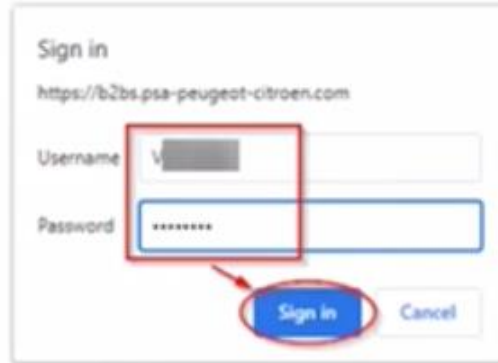 Sign in
https://b2bs.psa-peugeot-citroen.com
Username V
Password ••••••••
Sign in Cancel